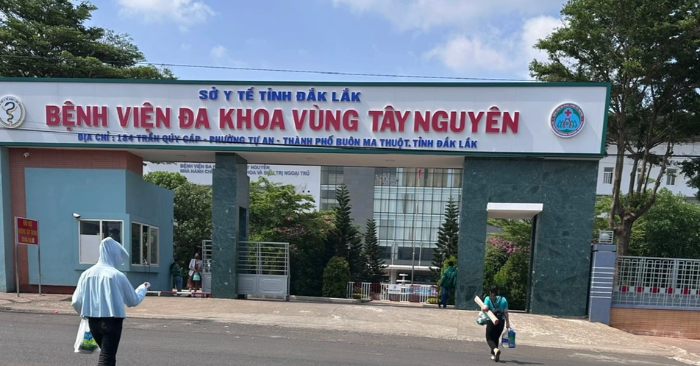 SỞ Y TẾ TỈNH ĐẮK LẮK
BỆNH VIỆN ĐA KHOA VÙNG TÂY NGUYÊN
ĐỊA CHỈ : 184 TRẦN QUÝ CÁP - PHƯỜNG TỰ AN - THÀNH PHỐ BUÔN MA THUỘT, TỈNH ĐẮK LẮK